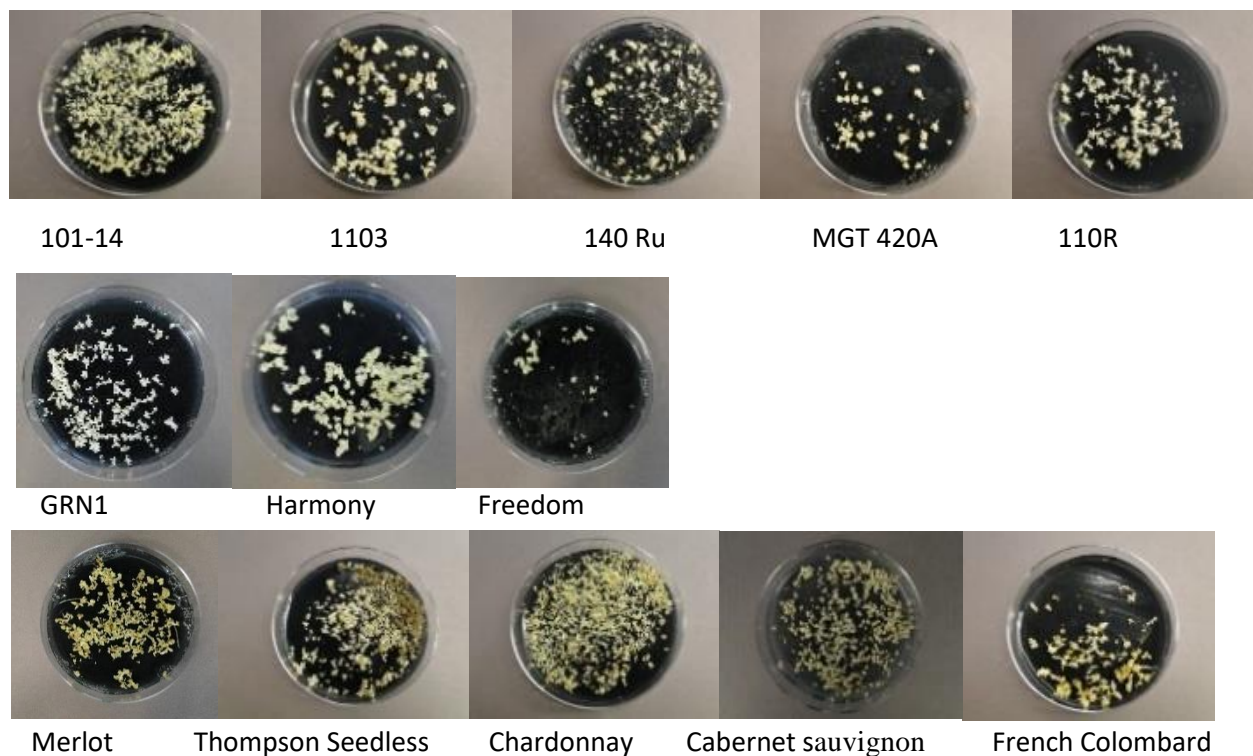 101-14 1103 140 Ru MGT 420A 110R
GRN1 Harmony Freedom
Merlot Thompson Seedless Chardonnay Cabernet sauvignon French Colombard